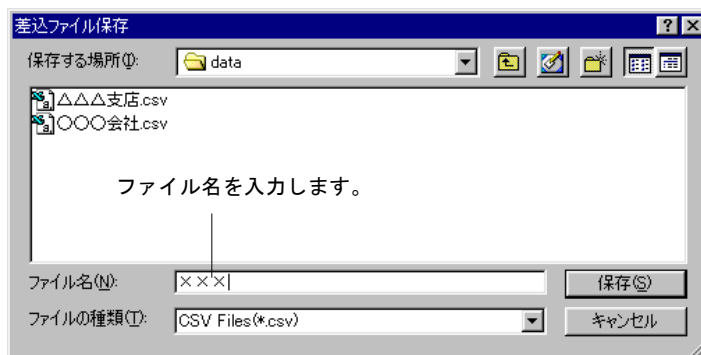 差込ファイル保存
保存する場所(I): data
△△△支店.csv
○○○会社.csv
ファイル名を入力します。
ファイル名(N): ××× 保存(S)
ファイルの種類(T): CSV Files(*.csv) キャンセル